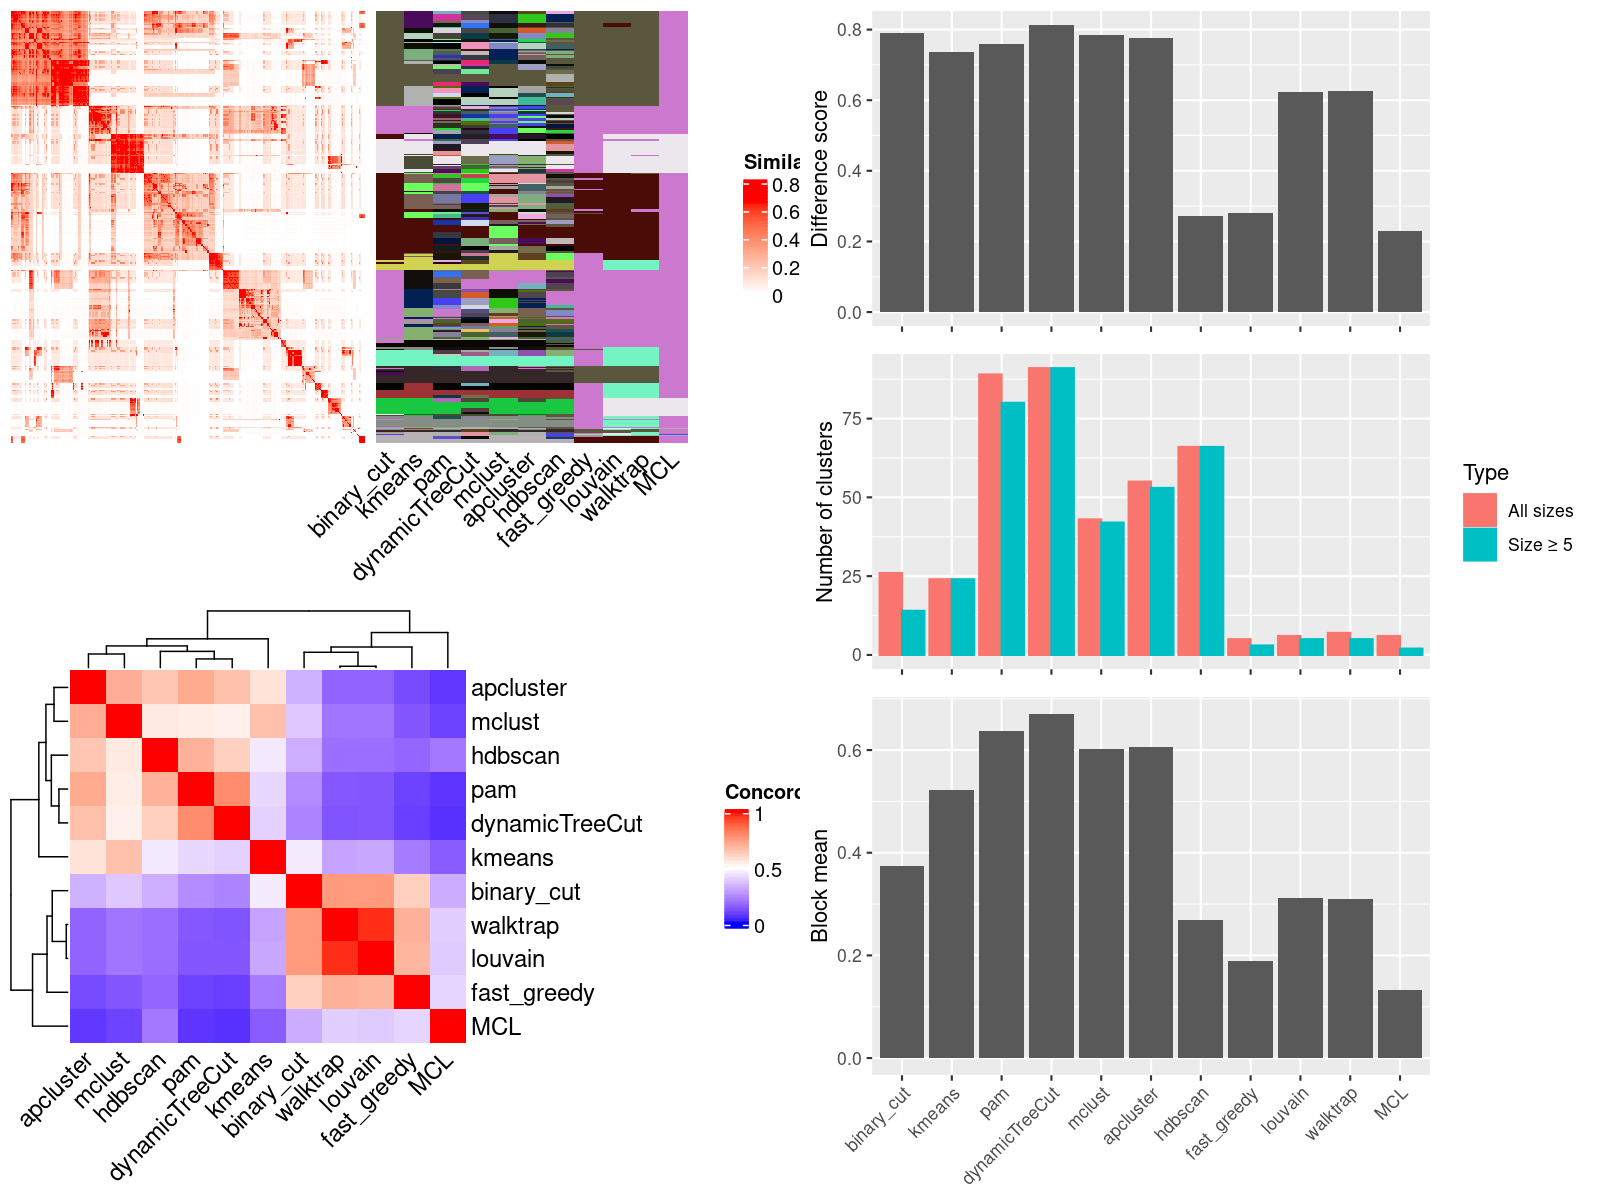 Simila
0.8
0.6
0.4
0.2
0
binary_cut
kmeans
pam
dynamicTreeCut
mclust
apcluster
hdbscan
fast_greedy
louvain
walktrap
MCL
Difference score
0.8
0.6
0.4
0.2
0.0
Number of clusters
75
50
25
0
Type
All sizes
Size ≥ 5
apcluster
mclust
hdbscan
pam
dynamicTreeCut
kmeans
binary_cut
walktrap
louvain
fast_greedy
MCL
apcluster
mclust
hdbscan
pam
dynamicTreeCut
kmeans
binary_cut
walktrap
louvain
fast_greedy
MCL
Concord
1
0.5
0
Block mean
0.6
0.4
0.2
0.0
binary_cut
kmeans
pam
dynamicTreeCut
mclust
apcluster
hdbscan
fast_greedy
louvain
walktrap
MCL